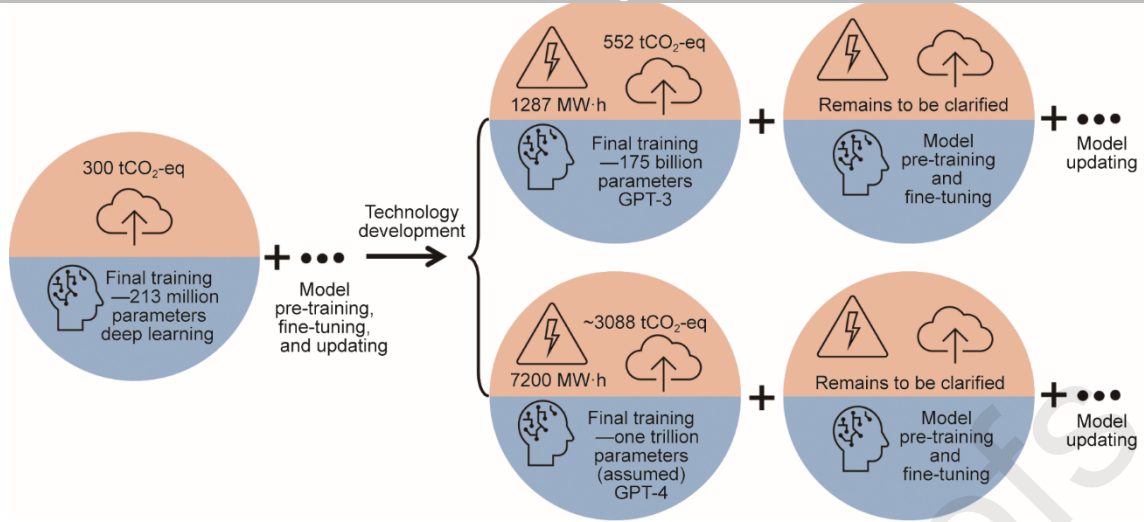 300 tCO₂-eq
Final training
—213 million
parameters
deep learning
+ •••
Model
pre-training,
fine-tuning,
and updating
Technology
development
552 tCO₂-eq
1287 MW·h
Final training
—175 billion
parameters
GPT-3
+
Remains to be clarified
Model
pre-training
and
fine-tuning
+ •••
Model
updating
~3088 tCO₂-eq
7200 MW·h
Final training
—one trillion
parameters
(assumed)
GPT-4
+
Remains to be clarified
Model
pre-training
and
fine-tuning
+ •••
Model
updating
ofs